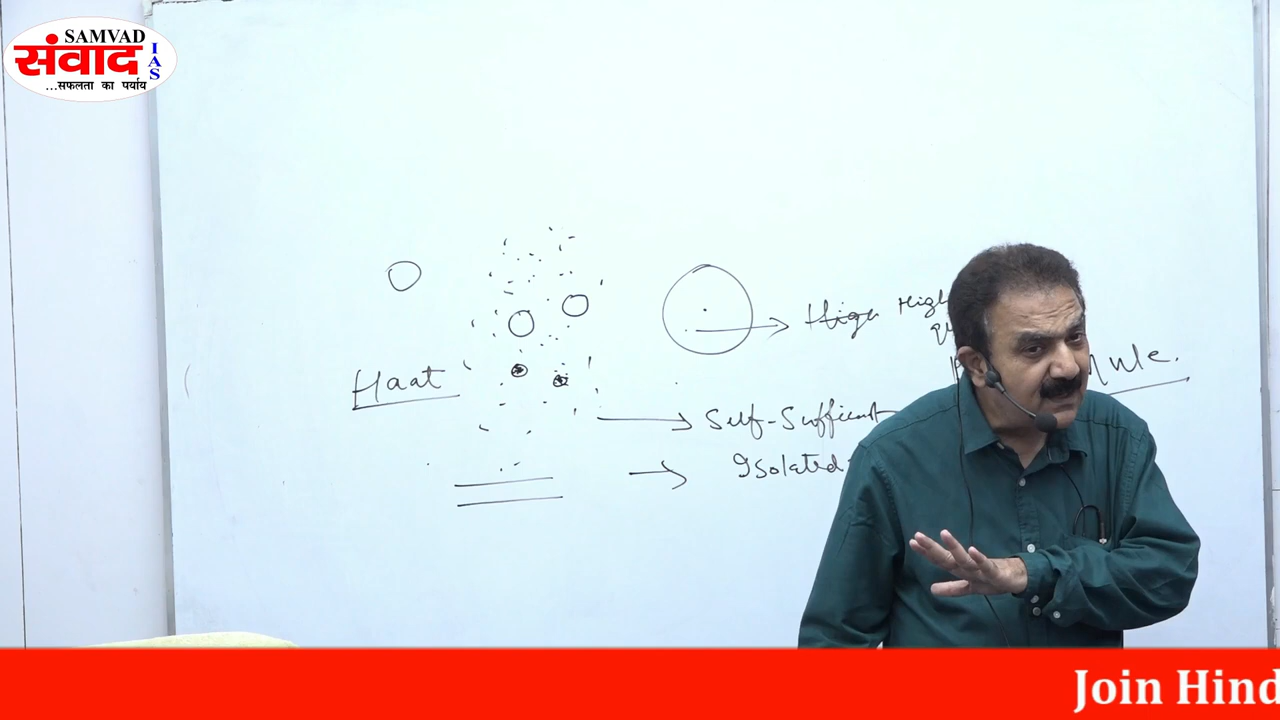 SAMVAD
संवाद
IAS
...सफलता का पर्याय
Haat
Self-Sufficient
Isolated
Join Hind